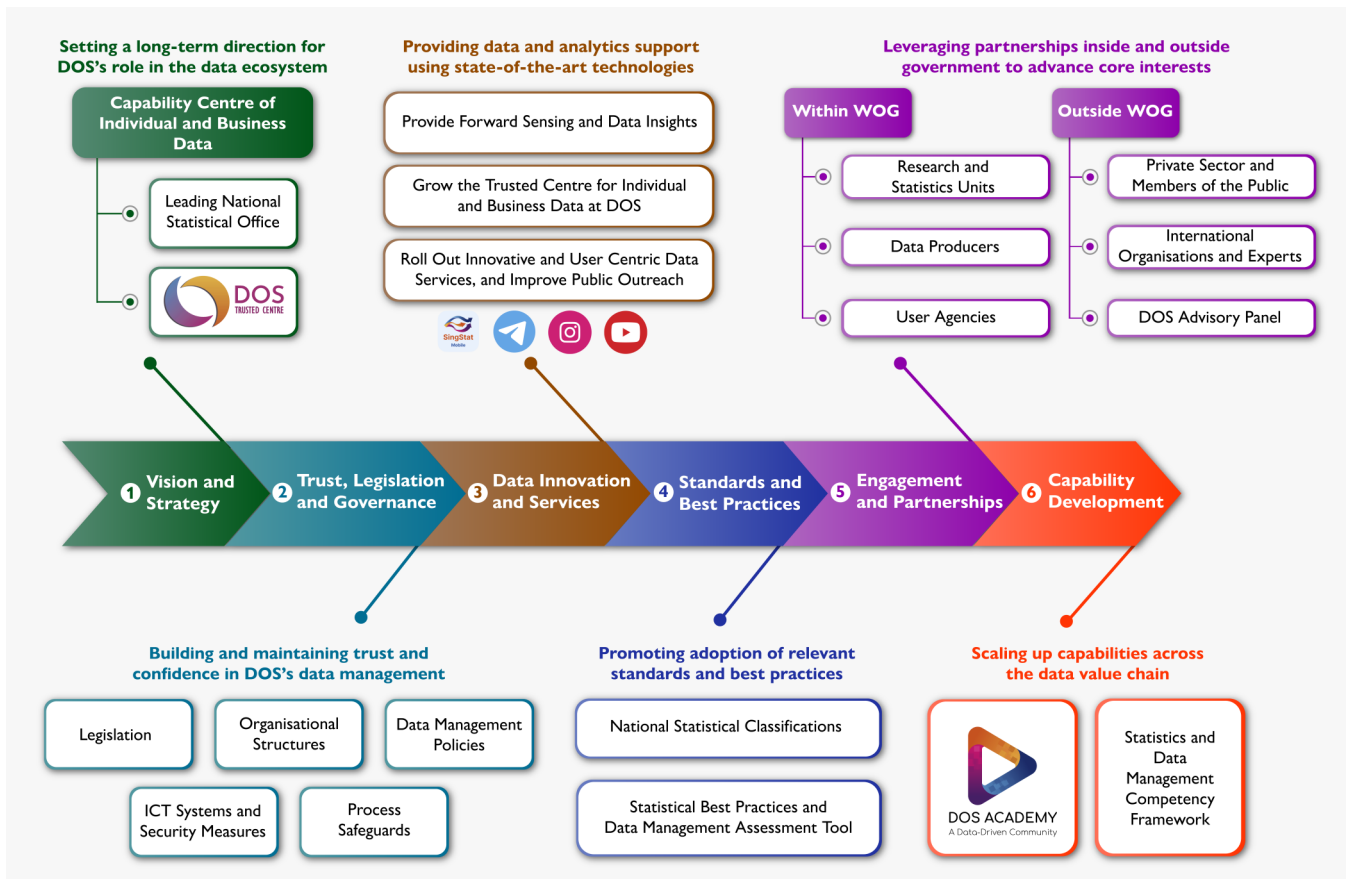 Setting a long-term direction for
DOS's role in the data ecosystem
Capability Centre of
Individual and Business
Data
Leading National
Statistical Office
DOS
TRUSTED CENTRE
Providing data and analytics support
using state-of-the-art technologies
Provide Forward Sensing and Data Insights
Grow the Trusted Centre for Individual
and Business Data at DOS
Roll Out Innovative and User Centric Data
Services, and Improve Public Outreach
SingStat
Mobile
Leveraging partnerships inside and outside
government to advance core interests
Within WOG
Research and
Statistics Units
Data Producers
User Agencies
Outside WOG
Private Sector and
Members of the Public
International
Organisations and Experts
DOS Advisory Panel
1 Vision and
Strategy
2 Trust, Legislation
and Governance
3 Data Innovation
and Services
4 Standards and
Best Practices
5 Engagement
and Partnerships
6 Capability
Development
Building and maintaining trust and
confidence in DOS's data management
Legislation
Organisational
Structures
Data Management
Policies
ICT Systems and
Security Measures
Process
Safeguards
Promoting adoption of relevant
standards and best practices
National Statistical Classifications
Statistical Best Practices and
Data Management Assessment Tool
Scaling up capabilities across
the data value chain
DOS ACADEMY
A Data-Driven Community
Statistics and
Data
Management
Competency
Framework